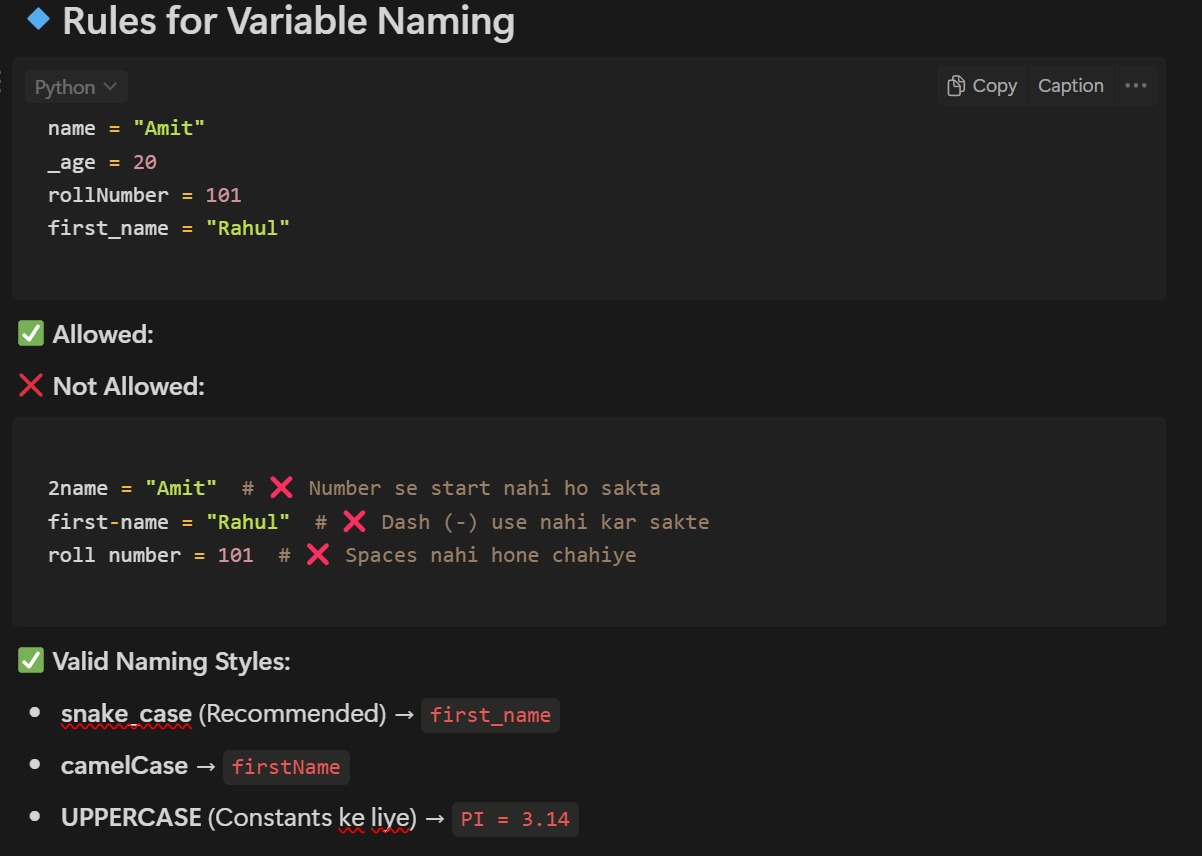 🔹 Rules for Variable Naming
Python
Copy Caption ···
name = "Amit"
_age = 20
rollNumber = 101
first_name = "Rahul"
✅ Allowed:
❌ Not Allowed:
2name = "Amit"  # ❌ Number se start nahi ho sakta
first-name = "Rahul"  # ❌ Dash (-) use nahi kar sakte
roll number = 101  # ❌ Spaces nahi hone chahiye
✅ Valid Naming Styles:
• snake_case (Recommended) → first_name
• camelCase → firstName
• UPPERCASE (Constants ke liye) → PI = 3.14